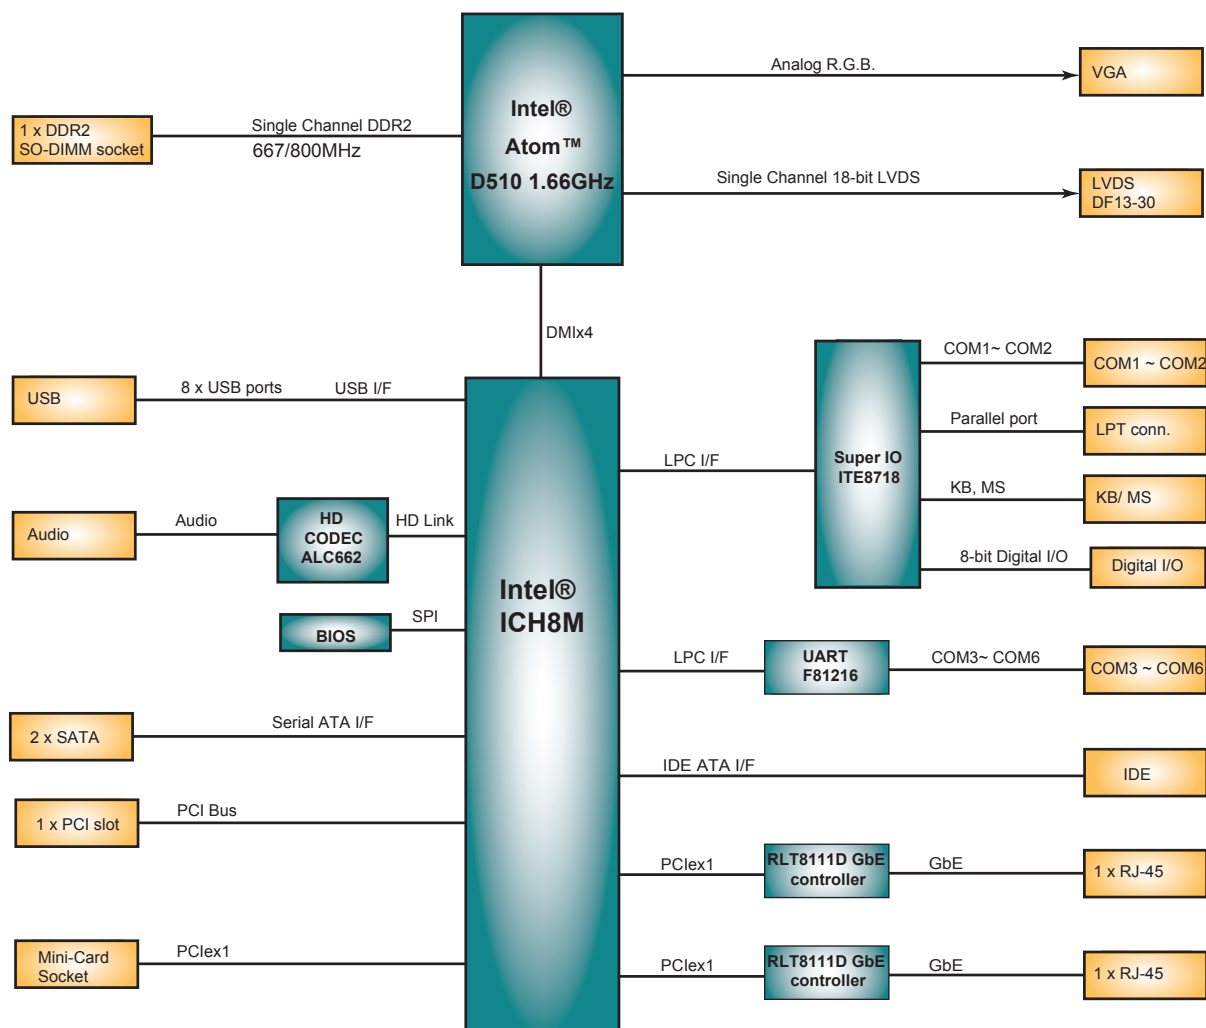 Analog R.G.B.
VGA
Intel®
Atom™
D510 1.66GHz
1 x DDR2
SO-DIMM socket
Single Channel DDR2
667/800MHz
Single Channel 18-bit LVDS
LVDS
DF13-30
DMIx4
USB
8 x USB ports
USB I/F
COM1~ COM2
COM1 ~ COM2
Parallel port
LPT conn.
LPC I/F
Super IO
ITE8718
KB, MS
KB/ MS
8-bit Digital I/O
Digital I/O
Audio
Audio
HD
CODEC
ALC662
HD Link
Intel®
ICH8M
BIOS
SPI
LPC I/F
UART
F81216
COM3~ COM6
COM3 ~ COM6
2 x SATA
Serial ATA I/F
IDE ATA I/F
IDE
1 x PCI slot
PCI Bus
PCIex1
RLT8111D GbE
controller
GbE
1 x RJ-45
Mini-Card
Socket
PCIex1
PCIex1
RLT8111D GbE
controller
GbE
1 x RJ-45